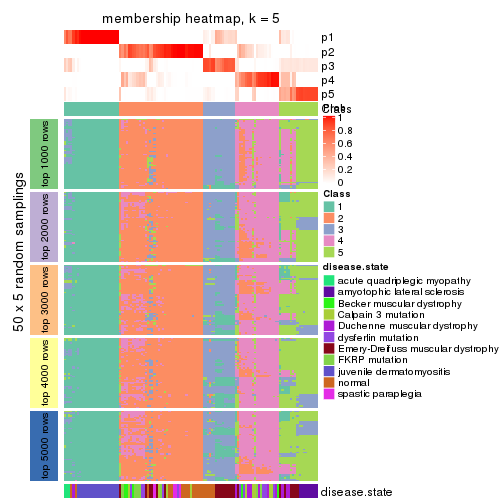 membership heatmap, k = 5
p1
p2
p3
p4
p5
Class
Prob
Class
1
0.8
0.6
0.4
0.2
0
Class
1
2
3
4
5
disease.state
acute quadriplegic myopathy
amyotophic lateral sclerosis
Becker muscular dystrophy
Calpain 3 mutation
Duchenne muscular dystrophy
dysferlin mutation
Emery-Dreifuss muscular dystrophy
FKRP mutation
juvenile dermatomyositis
normal
spastic paraplegia
50 x 5 random samplings
top 1000 rows
top 2000 rows
top 3000 rows
top 4000 rows
top 5000 rows
disease.state